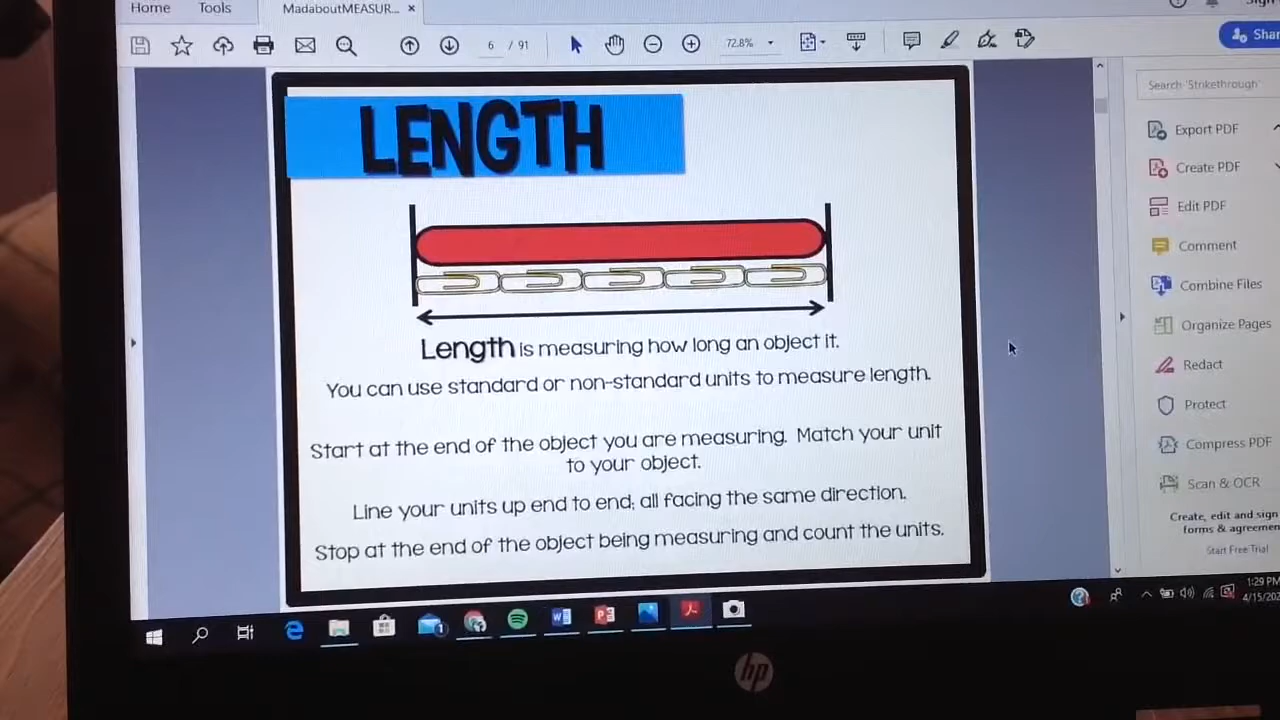 Home Tools MadaboutMEASUR... ×
6 / 91 72.8%
Search 'Strikethrough'
Export PDF
Create PDF
Edit PDF
Comment
Combine Files
Organize Pages
Redact
Protect
Compress PDF
Scan & OCR
Create, edit and sign
Start Free Trial
LENGTH
Length is measuring how long an object it.
You can use standard or non-standard units to measure length.
Start at the end of the object you are measuring. Match your unit
to your object.
Line your units up end to end; all facing the same direction.
Stop at the end of the object being measuring and count the units.
1:29 PM
hp